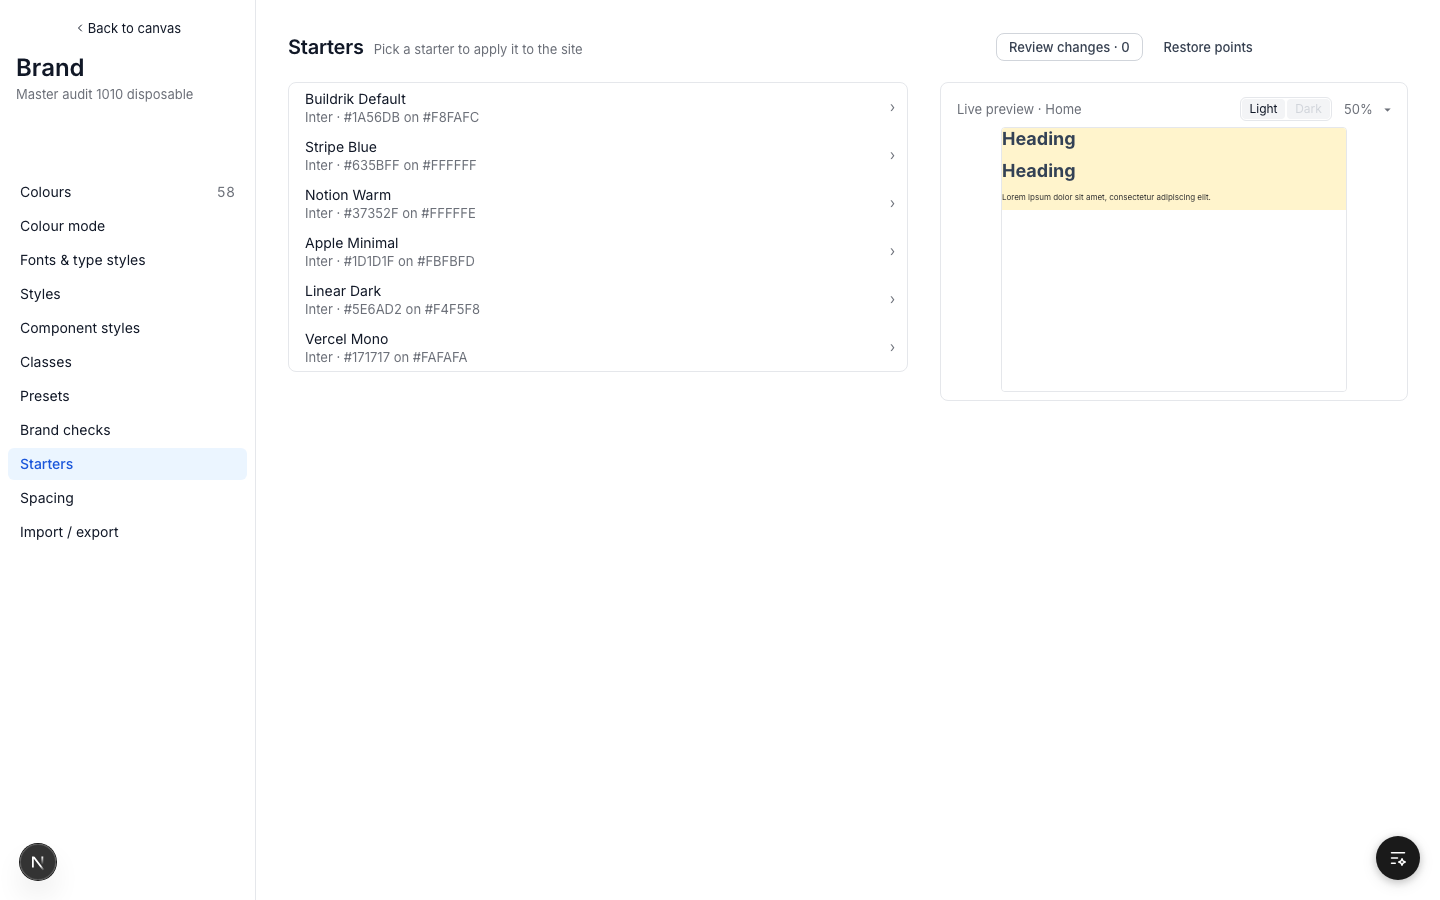 Back to canvas
Brand
Master audit 1010 disposable
Colours 58
Colour mode
Fonts & type styles
Styles
Component styles
Classes
Presets
Brand checks
Starters
Spacing
Import / export
N
Starters Pick a starter to apply it to the site
Review changes · 0 Restore points
Buildrik Default
Inter · #1A56DB on #F8FAFC
Stripe Blue
Inter · #635BFF on #FFFFFF
Notion Warm
Inter · #37352F on #FFFFFE
Apple Minimal
Inter · #1D1D1F on #FBFBFD
Linear Dark
Inter · #5E6AD2 on #F4F5F8
Vercel Mono
Inter · #171717 on #FAFAFA
Live preview · Home Light Dark 50%
Heading
Heading
Lorem ipsum dolor sit amet, consectetur adipiscing elit.